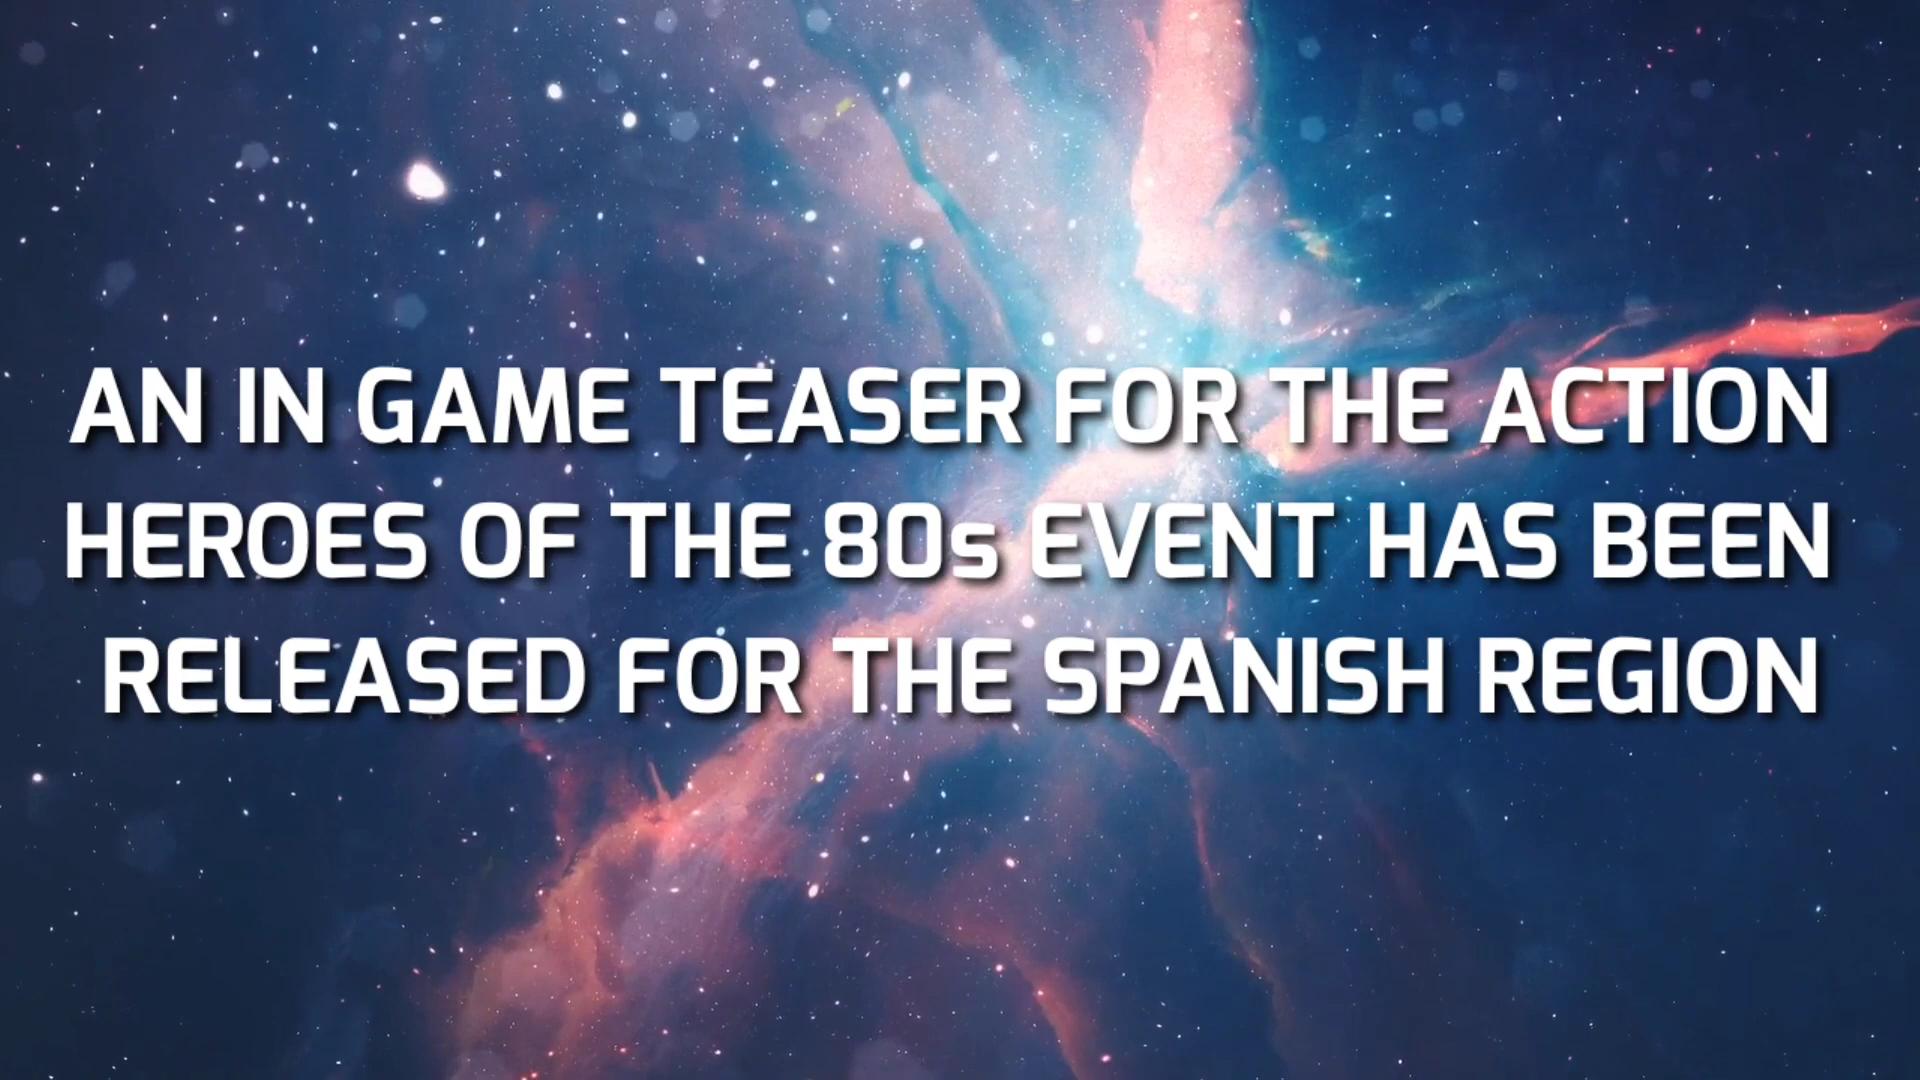 AN IN GAME TEASER FOR THE ACTION
HEROES OF THE 80s EVENT HAS BEEN
RELEASED FOR THE SPANISH REGION